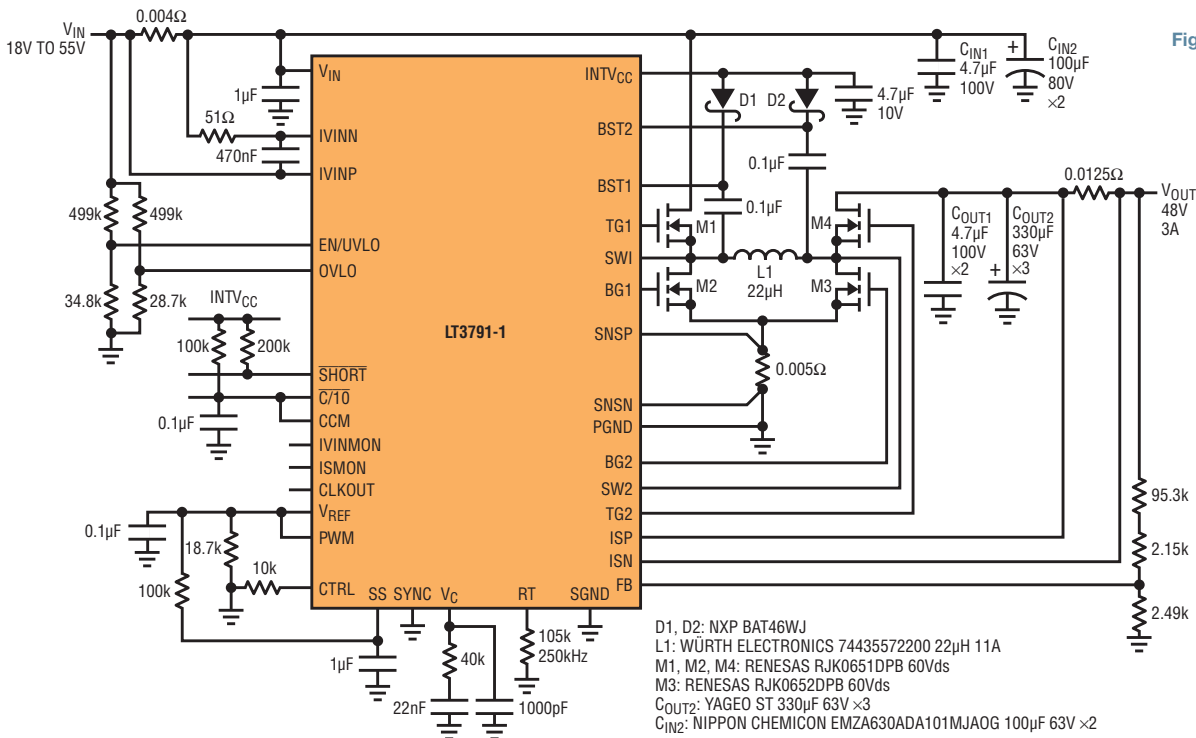 Fig
VIN
18V TO 55V
0.004Ω
1µF
51Ω
470nF
499k
499k
34.8k
28.7k
INTVCC
100k
200k
0.1µF
0.1µF
18.7k
10k
100k
VIN
IVINN
IVINP
EN/UVLO
OVLO
SHORT
C/10
CCM
IVINMON
ISMON
CLKOUT
VREF
PWM
CTRL
SS
SYNC
VC
RT
SGND
LT3791-1
INTVCC
BST2
BST1
TG1
SWI
BG1
SNSP
SNSN
PGND
BG2
SW2
TG2
ISP
ISN
FB
D1
D2
4.7µF
10V
0.1µF
0.1µF
M1
M4
M2
M3
L1
22µH
0.005Ω
CIN1
4.7µF
100V
+
CIN2
100µF
80V
×2
0.0125Ω
VOUT
48V
3A
COUT1
4.7µF
100V
×2
+
COUT2
330µF
63V
×3
95.3k
2.15k
2.49k
1µF
40k
22nF
1000pF
105k
250kHz
D1, D2: NXP BAT46WJ
L1: WÜRTH ELECTRONICS 74435572200 22µH 11A
M1, M2, M4: RENESAS RJK0651DPB 60Vds
M3: RENESAS RJK0652DPB 60Vds
COUT2: YAGEO ST 330µF 63V ×3
CIN2: NIPPON CHEMICON EMZA630ADA101MJAOG 100µF 63V ×2